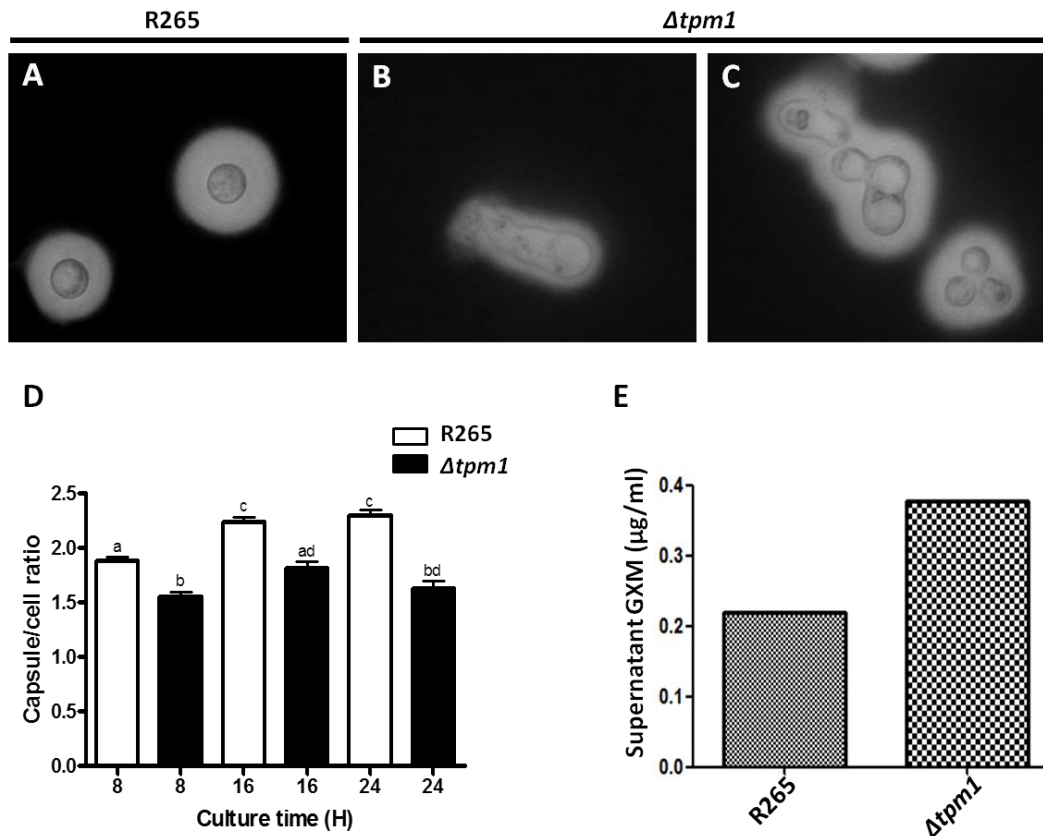 R265 Δtpm1
A B C
D
R265
Δtpm1
2.5
2.0
1.5
1.0
0.5
0.0
Capsule/cell ratio
a b c ad c bd
8 8 16 16 24 24
Culture time (H)
E
0.4
0.3
0.2
0.1
0.0
Supernatant GXM (µg/ml)
R265 Δtpm1